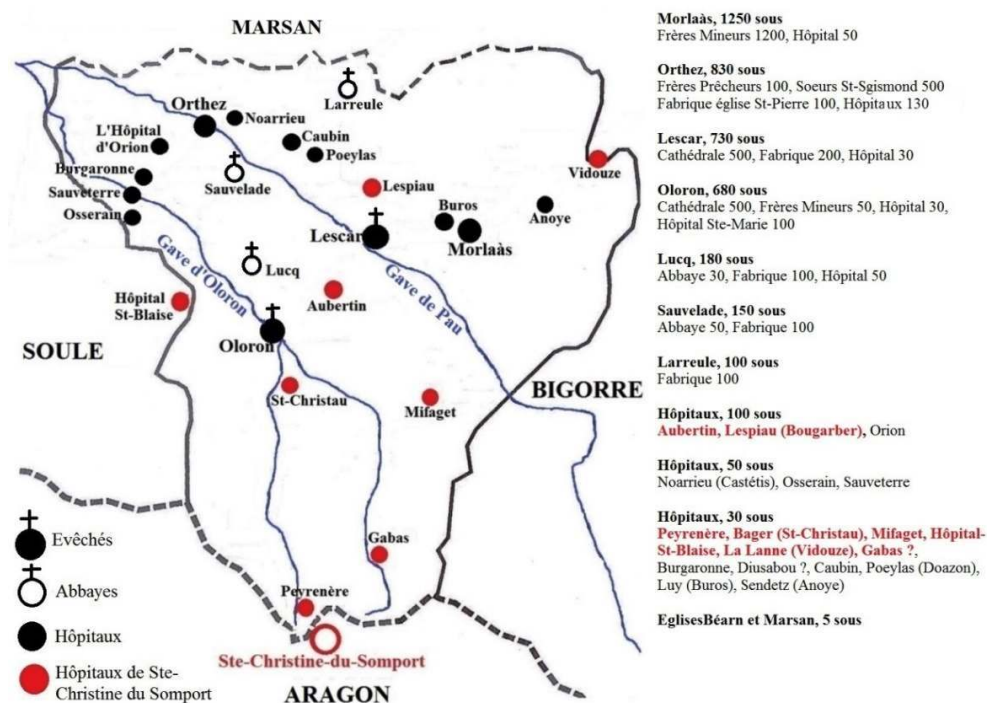 MARSAN
Larreule
Orthez
Noarrieu
L'Hôpital
d'Orion
Caubin
Poeylas
Burgaronne
Sauvelade
Sauveterre
Osserain
Lespiau
Vidouze
Buros
Anoye
Lescar
Morlaàs
Gave d'Oloron
Lucq
Gave de Pau
Hôpital
St-Blaise
Aubertin
SOULE
Oloron
St-Christau
Mifaget
BIGORRE
Gabas
Peyrenère
Ste-Christine-du-Somport
ARAGON
Evêchés
Abbayes
Hôpitaux
Hôpitaux de Ste-
Christine du Somport
Morlaàs, 1250 sous
Frères Mineurs 1200, Hôpital 50
Orthez, 830 sous
Frères Prêcheurs 100, Soeurs St-Sgismond 500
Fabrique église St-Pierre 100, Hôpitaux 130
Lescar, 730 sous
Cathédrale 500, Fabrique 200, Hôpital 30
Oloron, 680 sous
Cathédrale 500, Frères Mineurs 50, Hôpital 30,
Hôpital Ste-Marie 100
Lucq, 180 sous
Abbaye 30, Fabrique 100, Hôpital 50
Sauvelade, 150 sous
Abbaye 50, Fabrique 100
Larreule, 100 sous
Fabrique 100
Hôpitaux, 100 sous
Aubertin, Lespiau (Bougarber), Orion
Hôpitaux, 50 sous
Noarrieu (Castétis), Osserain, Sauveterre
Hôpitaux, 30 sous
Peyrenère, Bager (St-Christau), Mifaget, Hôpital-
St-Blaise, La Lanne (Vidouze), Gabas ?,
Burgaronne, Diusabou ?, Caubin, Poeylas (Doazon),
Luy (Buros), Sendetz (Anoye)
EglisesBéarn et Marsan, 5 sous